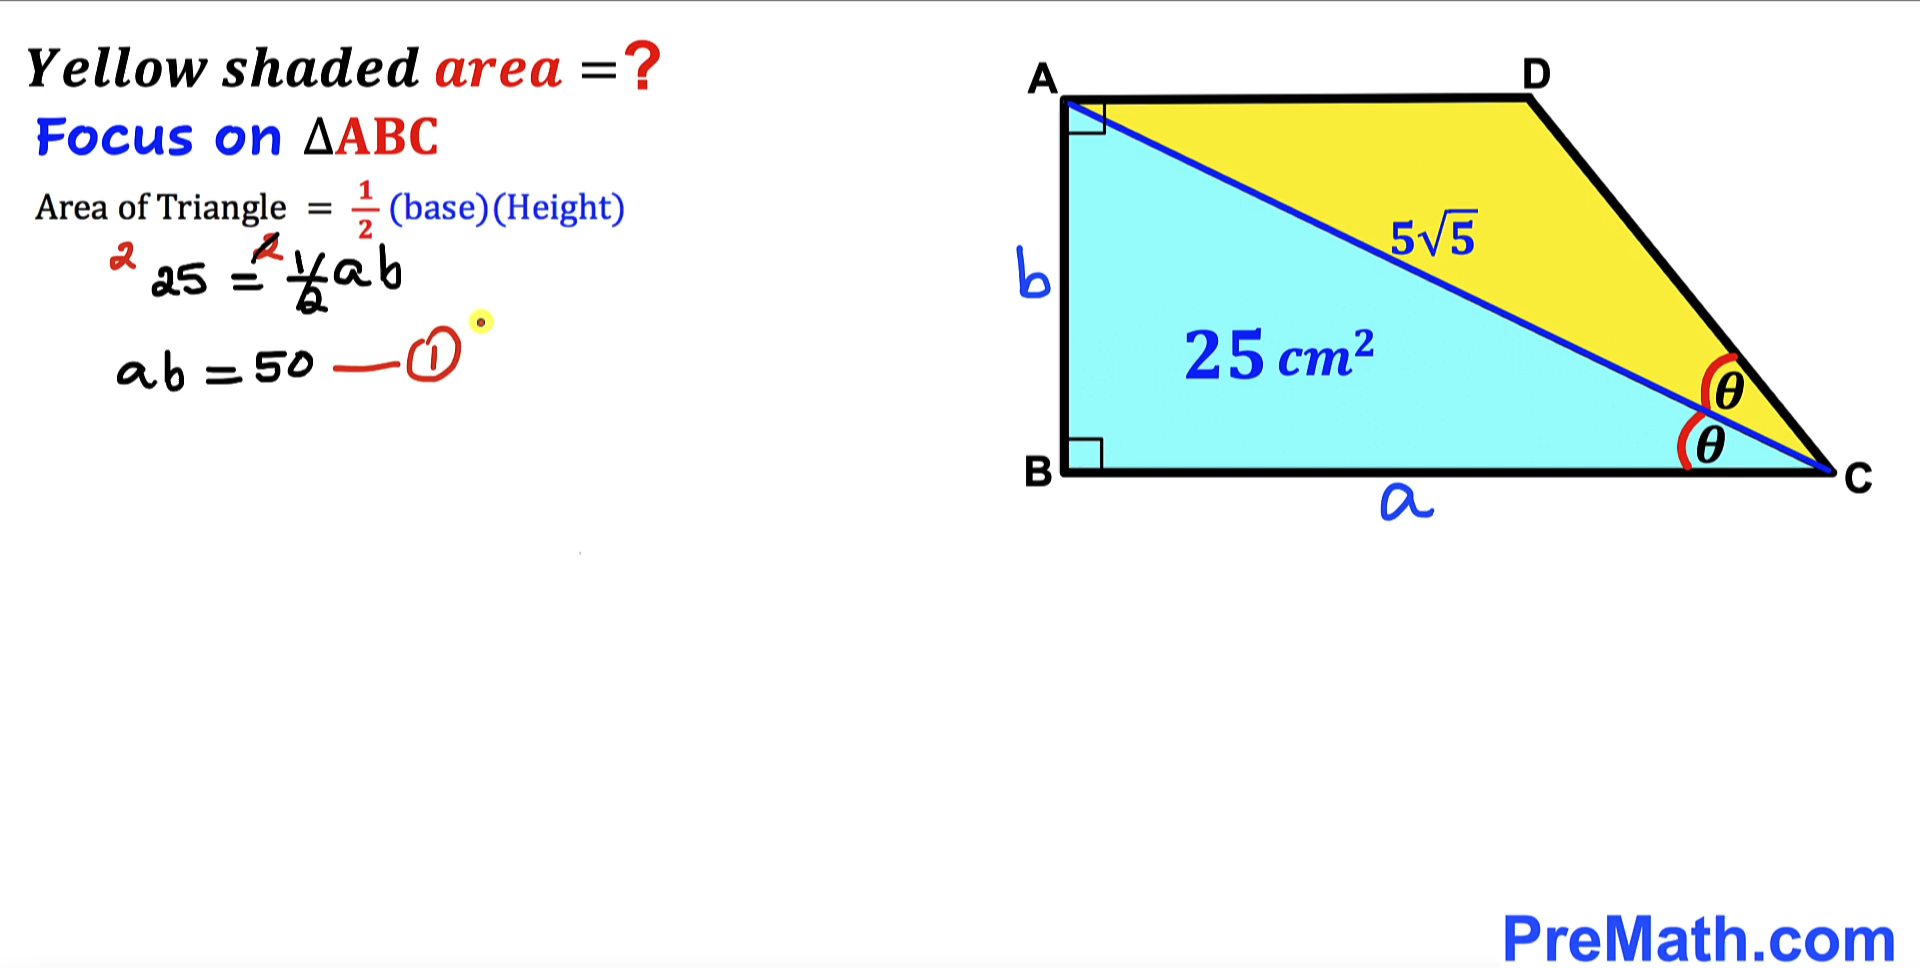 Yellow shaded area =?
Focus on ΔABC
Area of Triangle = 1/2 (base)(Height)
2 25 = 2 1/2 ab
ab = 50 — ①
A
D
b
5√5
25 cm²
θ
θ
B
C
a
PreMath.com